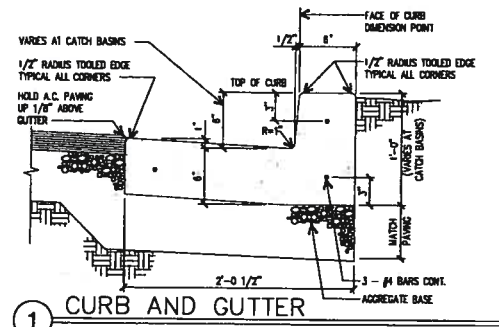 FACE OF CURB
DIMENSION POINT
VARIES AT CATCH BASINS
1/2"
6"
1/2" RADIUS TOOLED EDGE
TYPICAL ALL CORNERS
TOP OF CURB
1/2" RADIUS TOOLED EDGE
TYPICAL ALL CORNERS
HOLD A.C. PAVING
UP 1/8" ABOVE
GUTTER
6"
1"
6"
3"
1'-0"
(VARIES AT
CATCH BASINS)
MATCH
PAVING
2'-0 1/2"
3 - #4 BARS CONT.
AGGREGATE BASE
1 CURB AND GUTTER